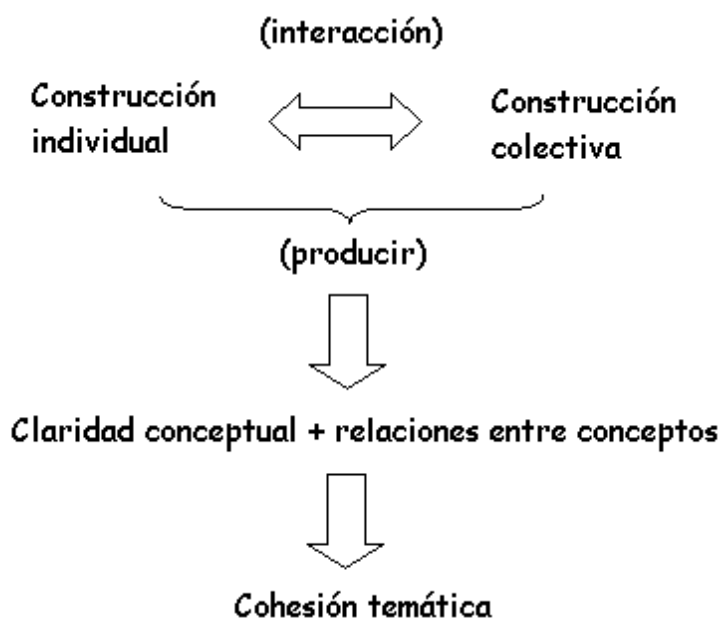 (interacción)
Construcción
individual
Construcción
colectiva
(producir)
Claridad conceptual + relaciones entre conceptos
Cohesión temática